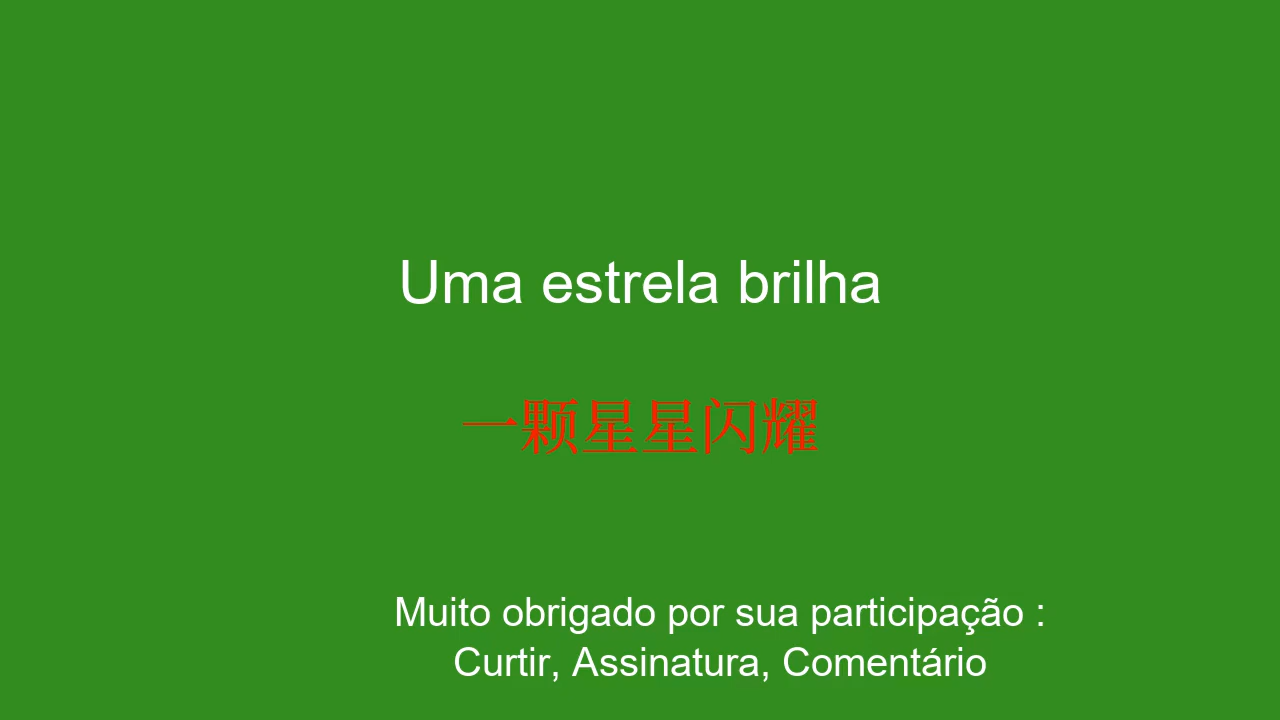 Uma estrela brilha
一颗星星闪耀
Muito obrigado por sua participação :
Curtir, Assinatura, Comentário